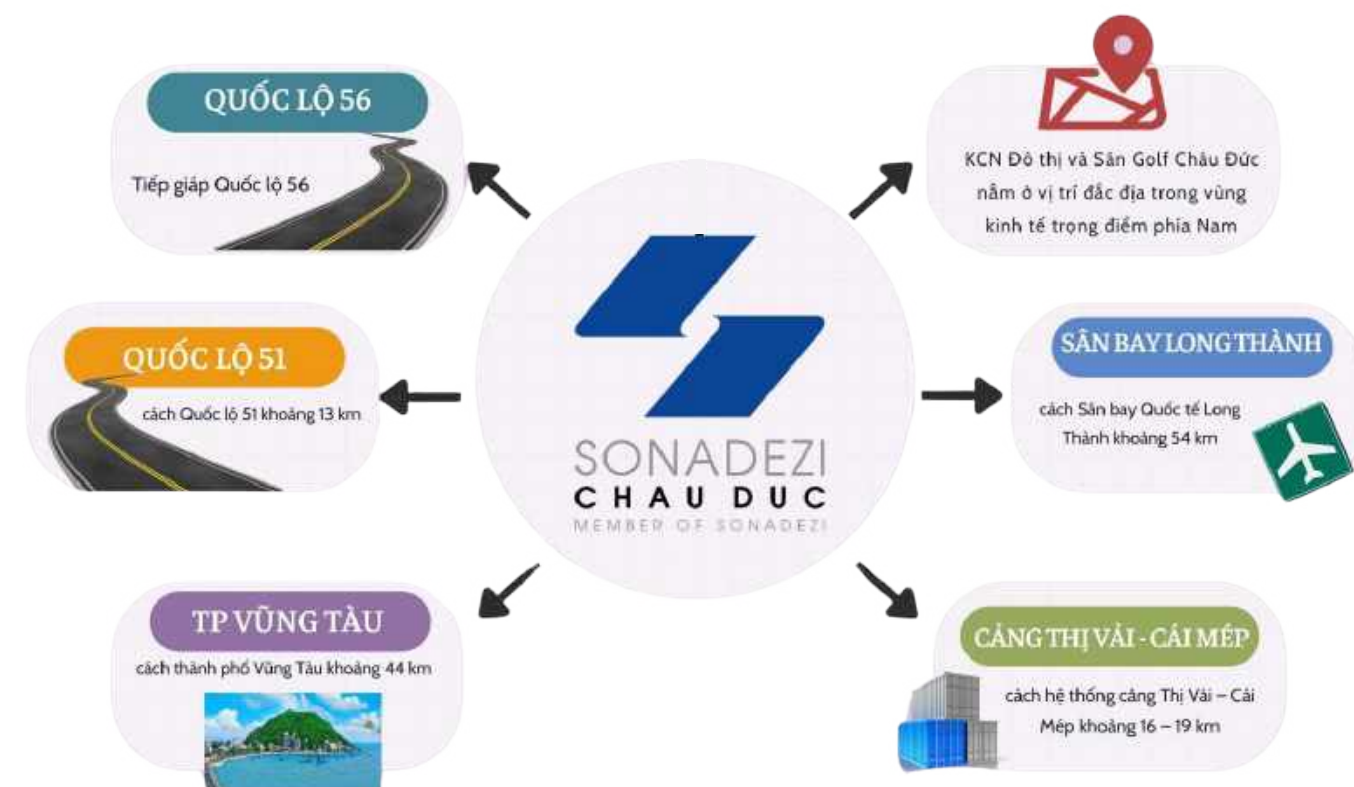 QUỐC LỘ 56
Tiếp giáp Quốc lộ 56
KCN Đô thị và Sân Golf Châu Đức
nằm ở vị trí đắc địa trong vùng
kinh tế trọng điểm phía Nam
QUỐC LỘ 51
cách Quốc lộ 51 khoảng 13 km
SONADEZI
CHAU DUC
MEMBER OF SONADEZI
SÂN BAY LONG THÀNH
cách Sân bay Quốc tế Long
Thành khoảng 54 km
TP VŨNG TÀU
cách thành phố Vũng Tàu khoảng 44 km
CẢNG THỊ VẢI - CÁI MÉP
cách hệ thống cảng Thị Vải – Cái
Mép khoảng 16 – 19 km